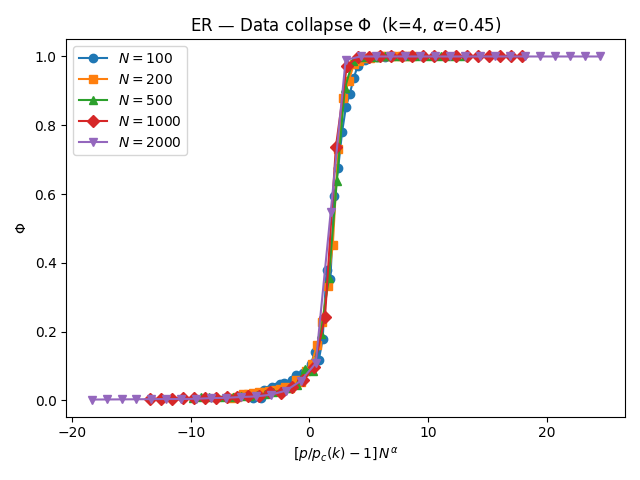 ER — Data collapse Φ (k=4, α=0.45)
Φ
1.0
0.8
0.6
0.4
0.2
0.0
N = 100
N = 200
N = 500
N = 1000
N = 2000
−20
−10
0
10
20
[p/p_c(k) − 1] N^α